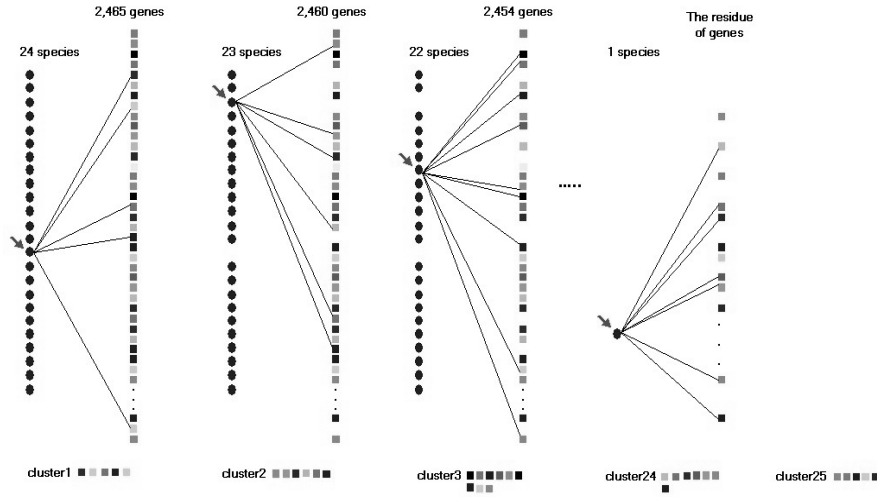 2,465 genes
2,460 genes
2,454 genes
The residue
of genes
24 species
23 species
22 species
1 species
.....
cluster1
cluster2
cluster3
cluster24
cluster25